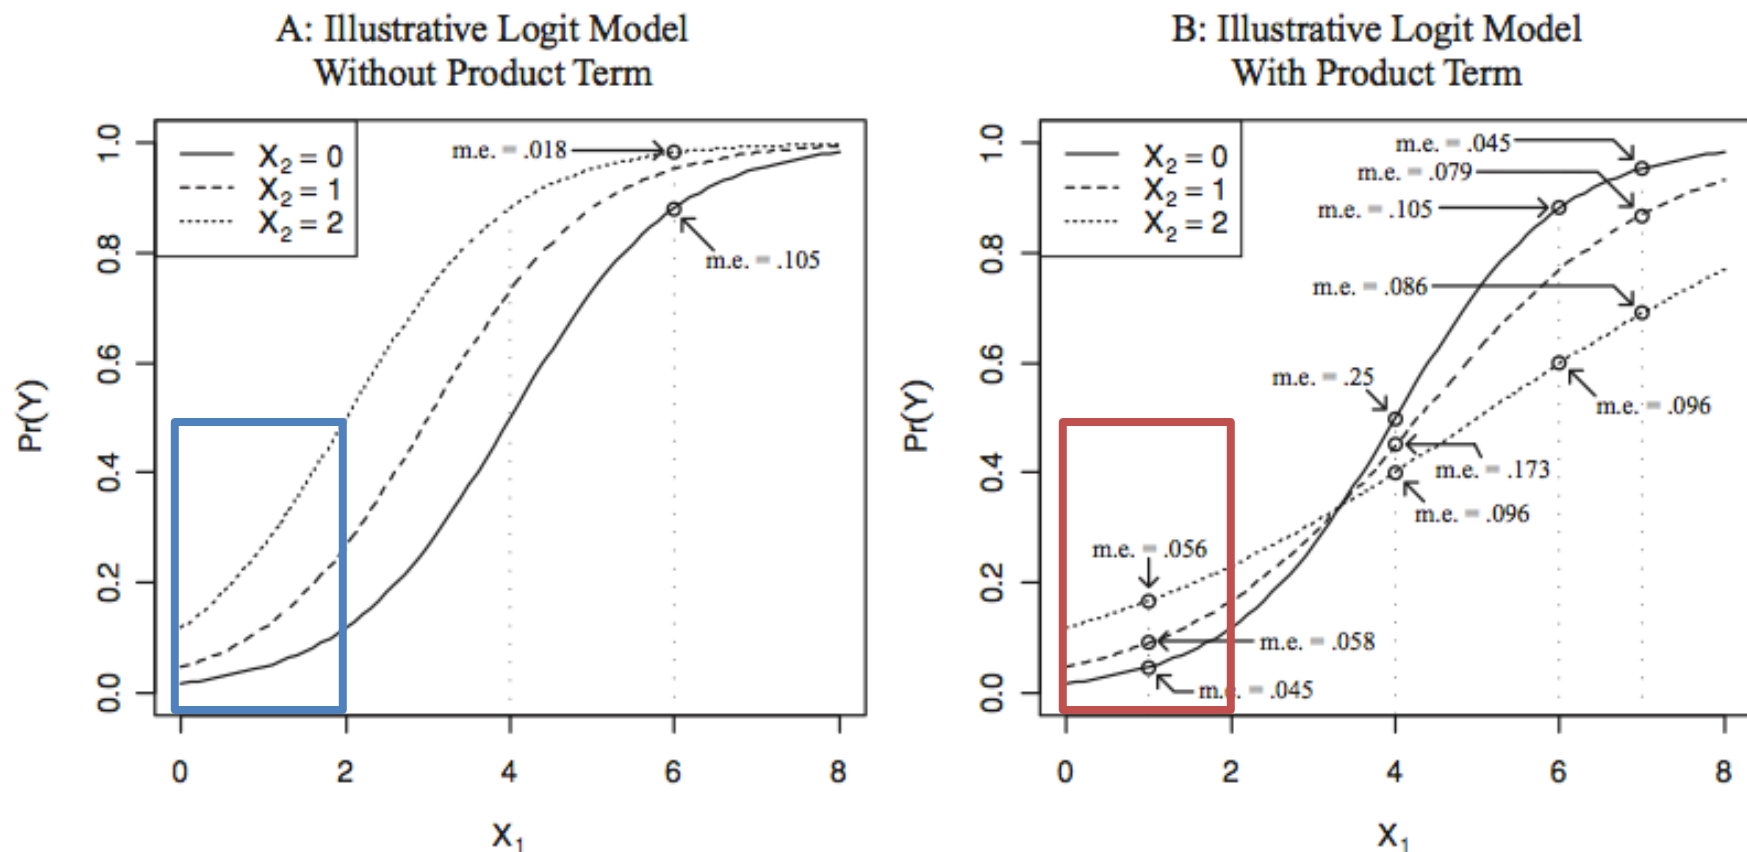 A: Illustrative Logit Model
Without Product Term
X2 = 0
X2 = 1
X2 = 2
m.e. = .018
m.e. = .105
Pr(Y)
1.0
0.8
0.6
0.4
0.2
0.0
0 2 4 6 8
X1
B: Illustrative Logit Model
With Product Term
X2 = 0
X2 = 1
X2 = 2
m.e. = .045
m.e. = .079
m.e. = .105
m.e. = .086
m.e. = .25
m.e. = .096
m.e. = .173
m.e. = .096
m.e. = .056
m.e. = .058
m.e. = .045
Pr(Y)
1.0
0.8
0.6
0.4
0.2
0.0
0 2 4 6 8
X1